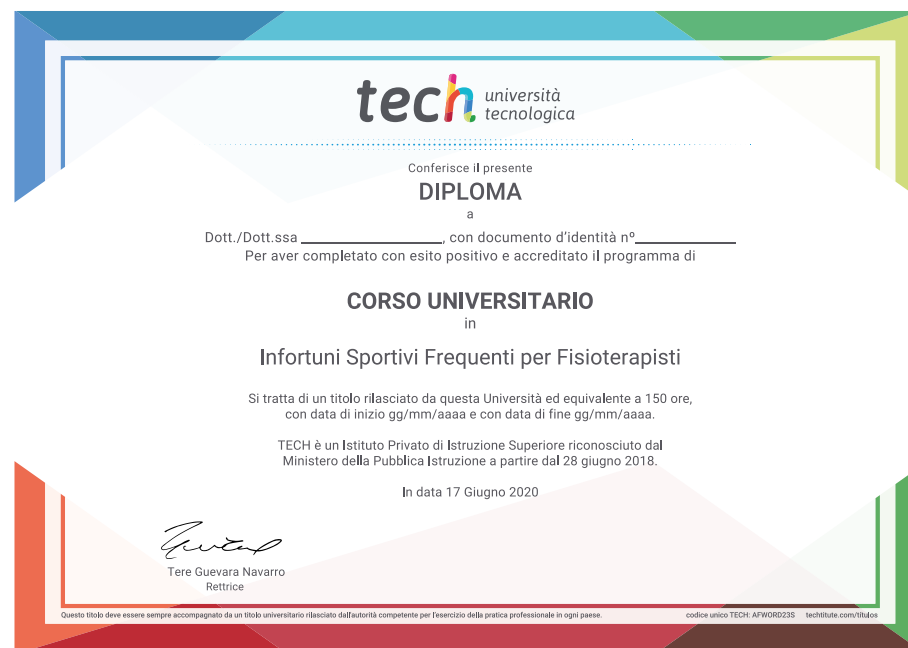 tech università
tecnologica
Conferisce il presente
DIPLOMA
a
Dott./Dott.ssa ____________________, con documento d'identità nº______________
Per aver completato con esito positivo e accreditato il programma di
CORSO UNIVERSITARIO
in
Infortuni Sportivi Frequenti per Fisioterapisti
Si tratta di un titolo rilasciato da questa Università ed equivalente a 150 ore,
con data di inizio gg/mm/aaaa e con data di fine gg/mm/aaaa.
TECH è un Istituto Privato di Istruzione Superiore riconosciuto dal
Ministero della Pubblica Istruzione a partire dal 28 giugno 2018.
In data 17 Giugno 2020
Tere Guevara Navarro
Rettrice
Questo titolo deve essere sempre accompagnato da un titolo universitario rilasciato dall'autorità competente per l'esercizio della pratica professionale in ogni paese. codice unico TECH: AFWORD23S techtitute.com/titulos